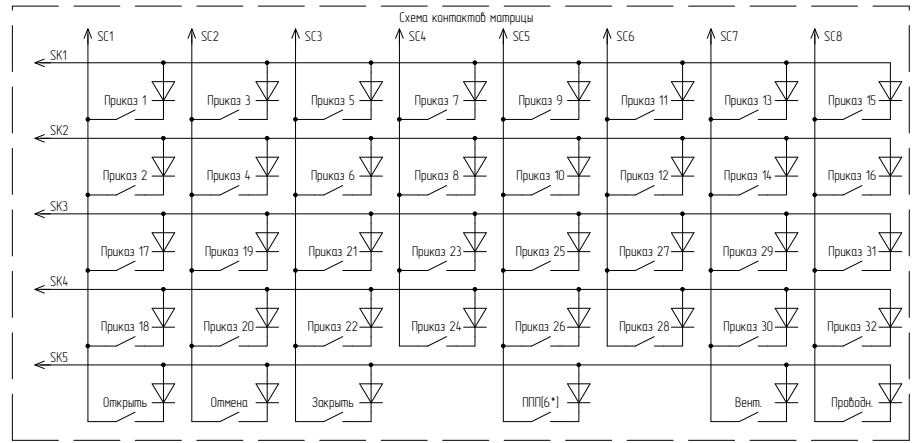 Схема контактов матрицы
SC1 SC2 SC3 SC4 SC5 SC6 SC7 SC8
SK1
Приказ 1 Приказ 3 Приказ 5 Приказ 7 Приказ 9 Приказ 11 Приказ 13 Приказ 15
SK2
Приказ 2 Приказ 4 Приказ 6 Приказ 8 Приказ 10 Приказ 12 Приказ 14 Приказ 16
SK3
Приказ 17 Приказ 19 Приказ 21 Приказ 23 Приказ 25 Приказ 27 Приказ 29 Приказ 31
SK4
Приказ 18 Приказ 20 Приказ 22 Приказ 24 Приказ 26 Приказ 28 Приказ 30 Приказ 32
SK5
Открыть Отмена Закрыть ППП(6*) Вент. Проводн.